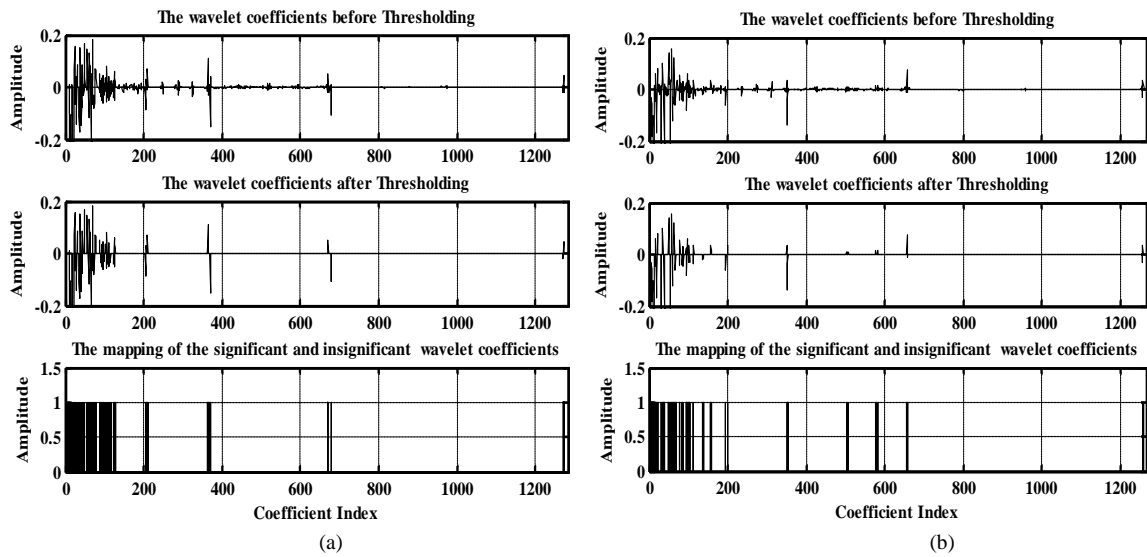 The wavelet coefficients before Thresholding
0.2
0
-0.2
Amplitude
0 200 400 600 800 1000 1200
The wavelet coefficients after Thresholding
0.2
0
-0.2
Amplitude
0 200 400 600 800 1000 1200
The mapping of the significant and insignificant wavelet coefficients
1.5
1
0.5
0
Amplitude
0 200 400 600 800 1000 1200
Coefficient Index
(a)
The wavelet coefficients before Thresholding
0.2
0
-0.2
Amplitude
0 200 400 600 800 1000 1200
The wavelet coefficients after Thresholding
0.2
0
-0.2
Amplitude
0 200 400 600 800 1000 1200
The mapping of the significant and insignificant wavelet coefficients
1.5
1
0.5
0
Amplitude
0 200 400 600 800 1000 1200
Coefficient Index
(b)